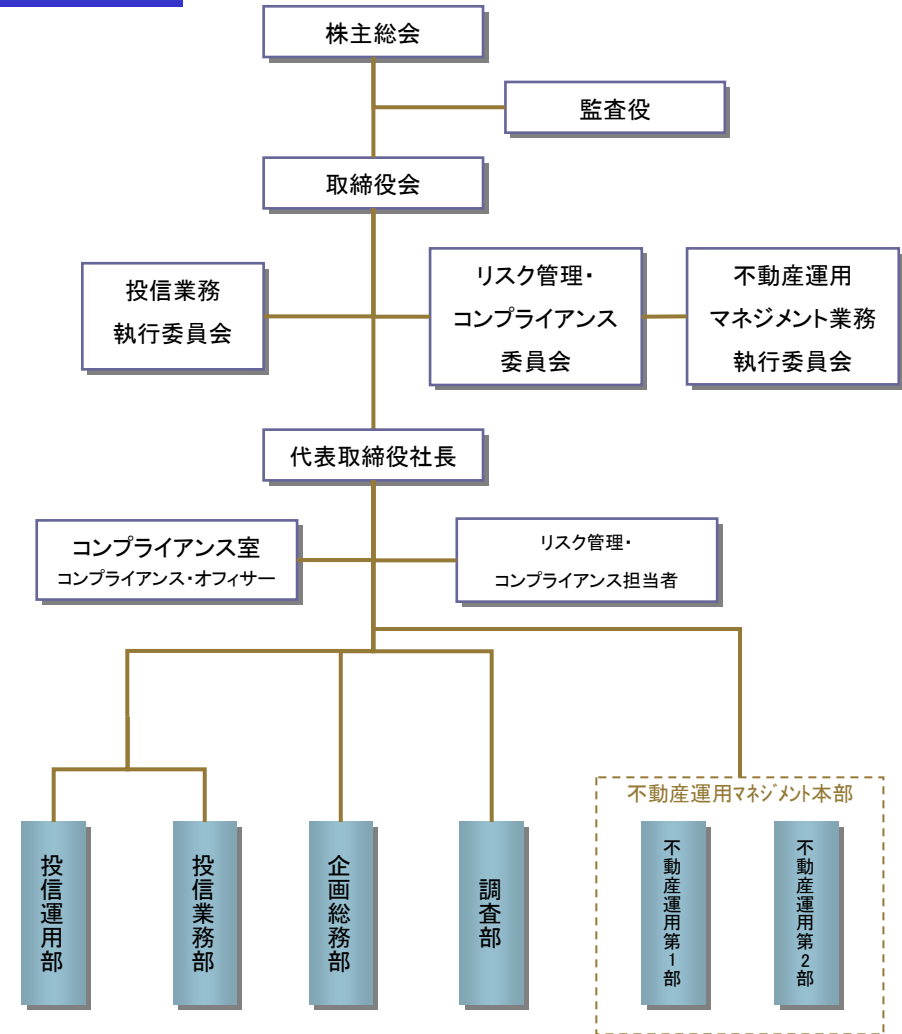 株主総会
監査役
取締役会
投信業務
執行委員会
リスク管理・
コンプライアンス
委員会
不動産運用
マネジメント業務
執行委員会
代表取締役社長
コンプライアンス室
コンプライアンス・オフィサー
リスク管理・
コンプライアンス担当者
不動産運用マネジメント本部
投信運用部
投信業務部
企画総務部
調査部
不動産運用第1部
不動産運用第2部